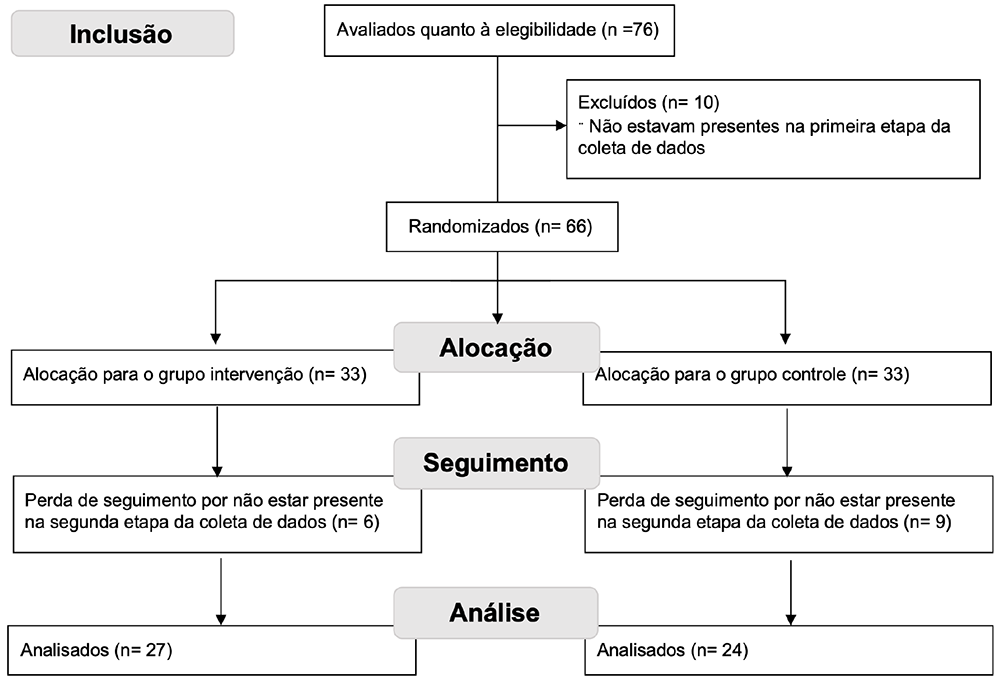 Inclusão
Avaliados quanto à elegibilidade (n =76)
Excluídos (n= 10)
¨ Não estavam presentes na primeira etapa da
coleta de dados
Randomizados (n= 66)
Alocação
Alocação para o grupo intervenção (n= 33)
Alocação para o grupo controle (n= 33)
Seguimento
Perda de seguimento por não estar presente
na segunda etapa da coleta de dados (n= 6)
Perda de seguimento por não estar presente
na segunda etapa da coleta de dados (n= 9)
Análise
Analisados (n= 27)
Analisados (n= 24)